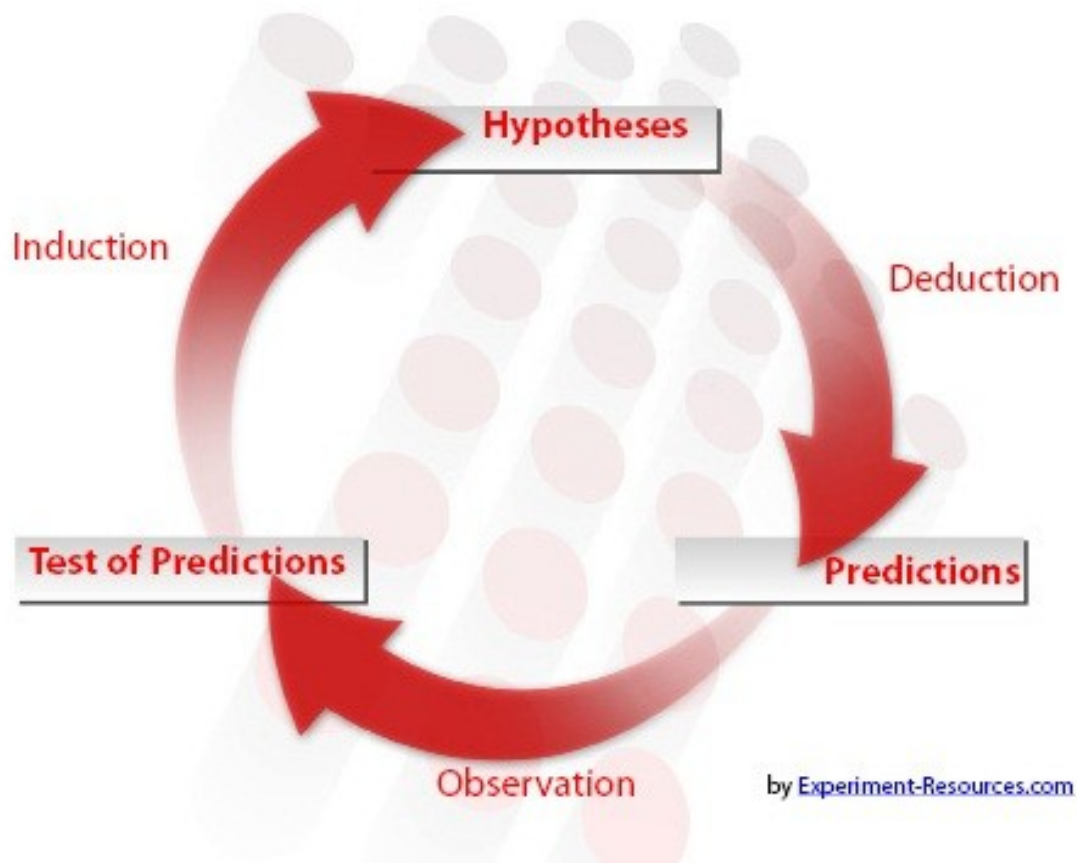 Hypotheses
Induction
Deduction
Test of Predictions
Predictions
Observation
by Experiment-Resources.com